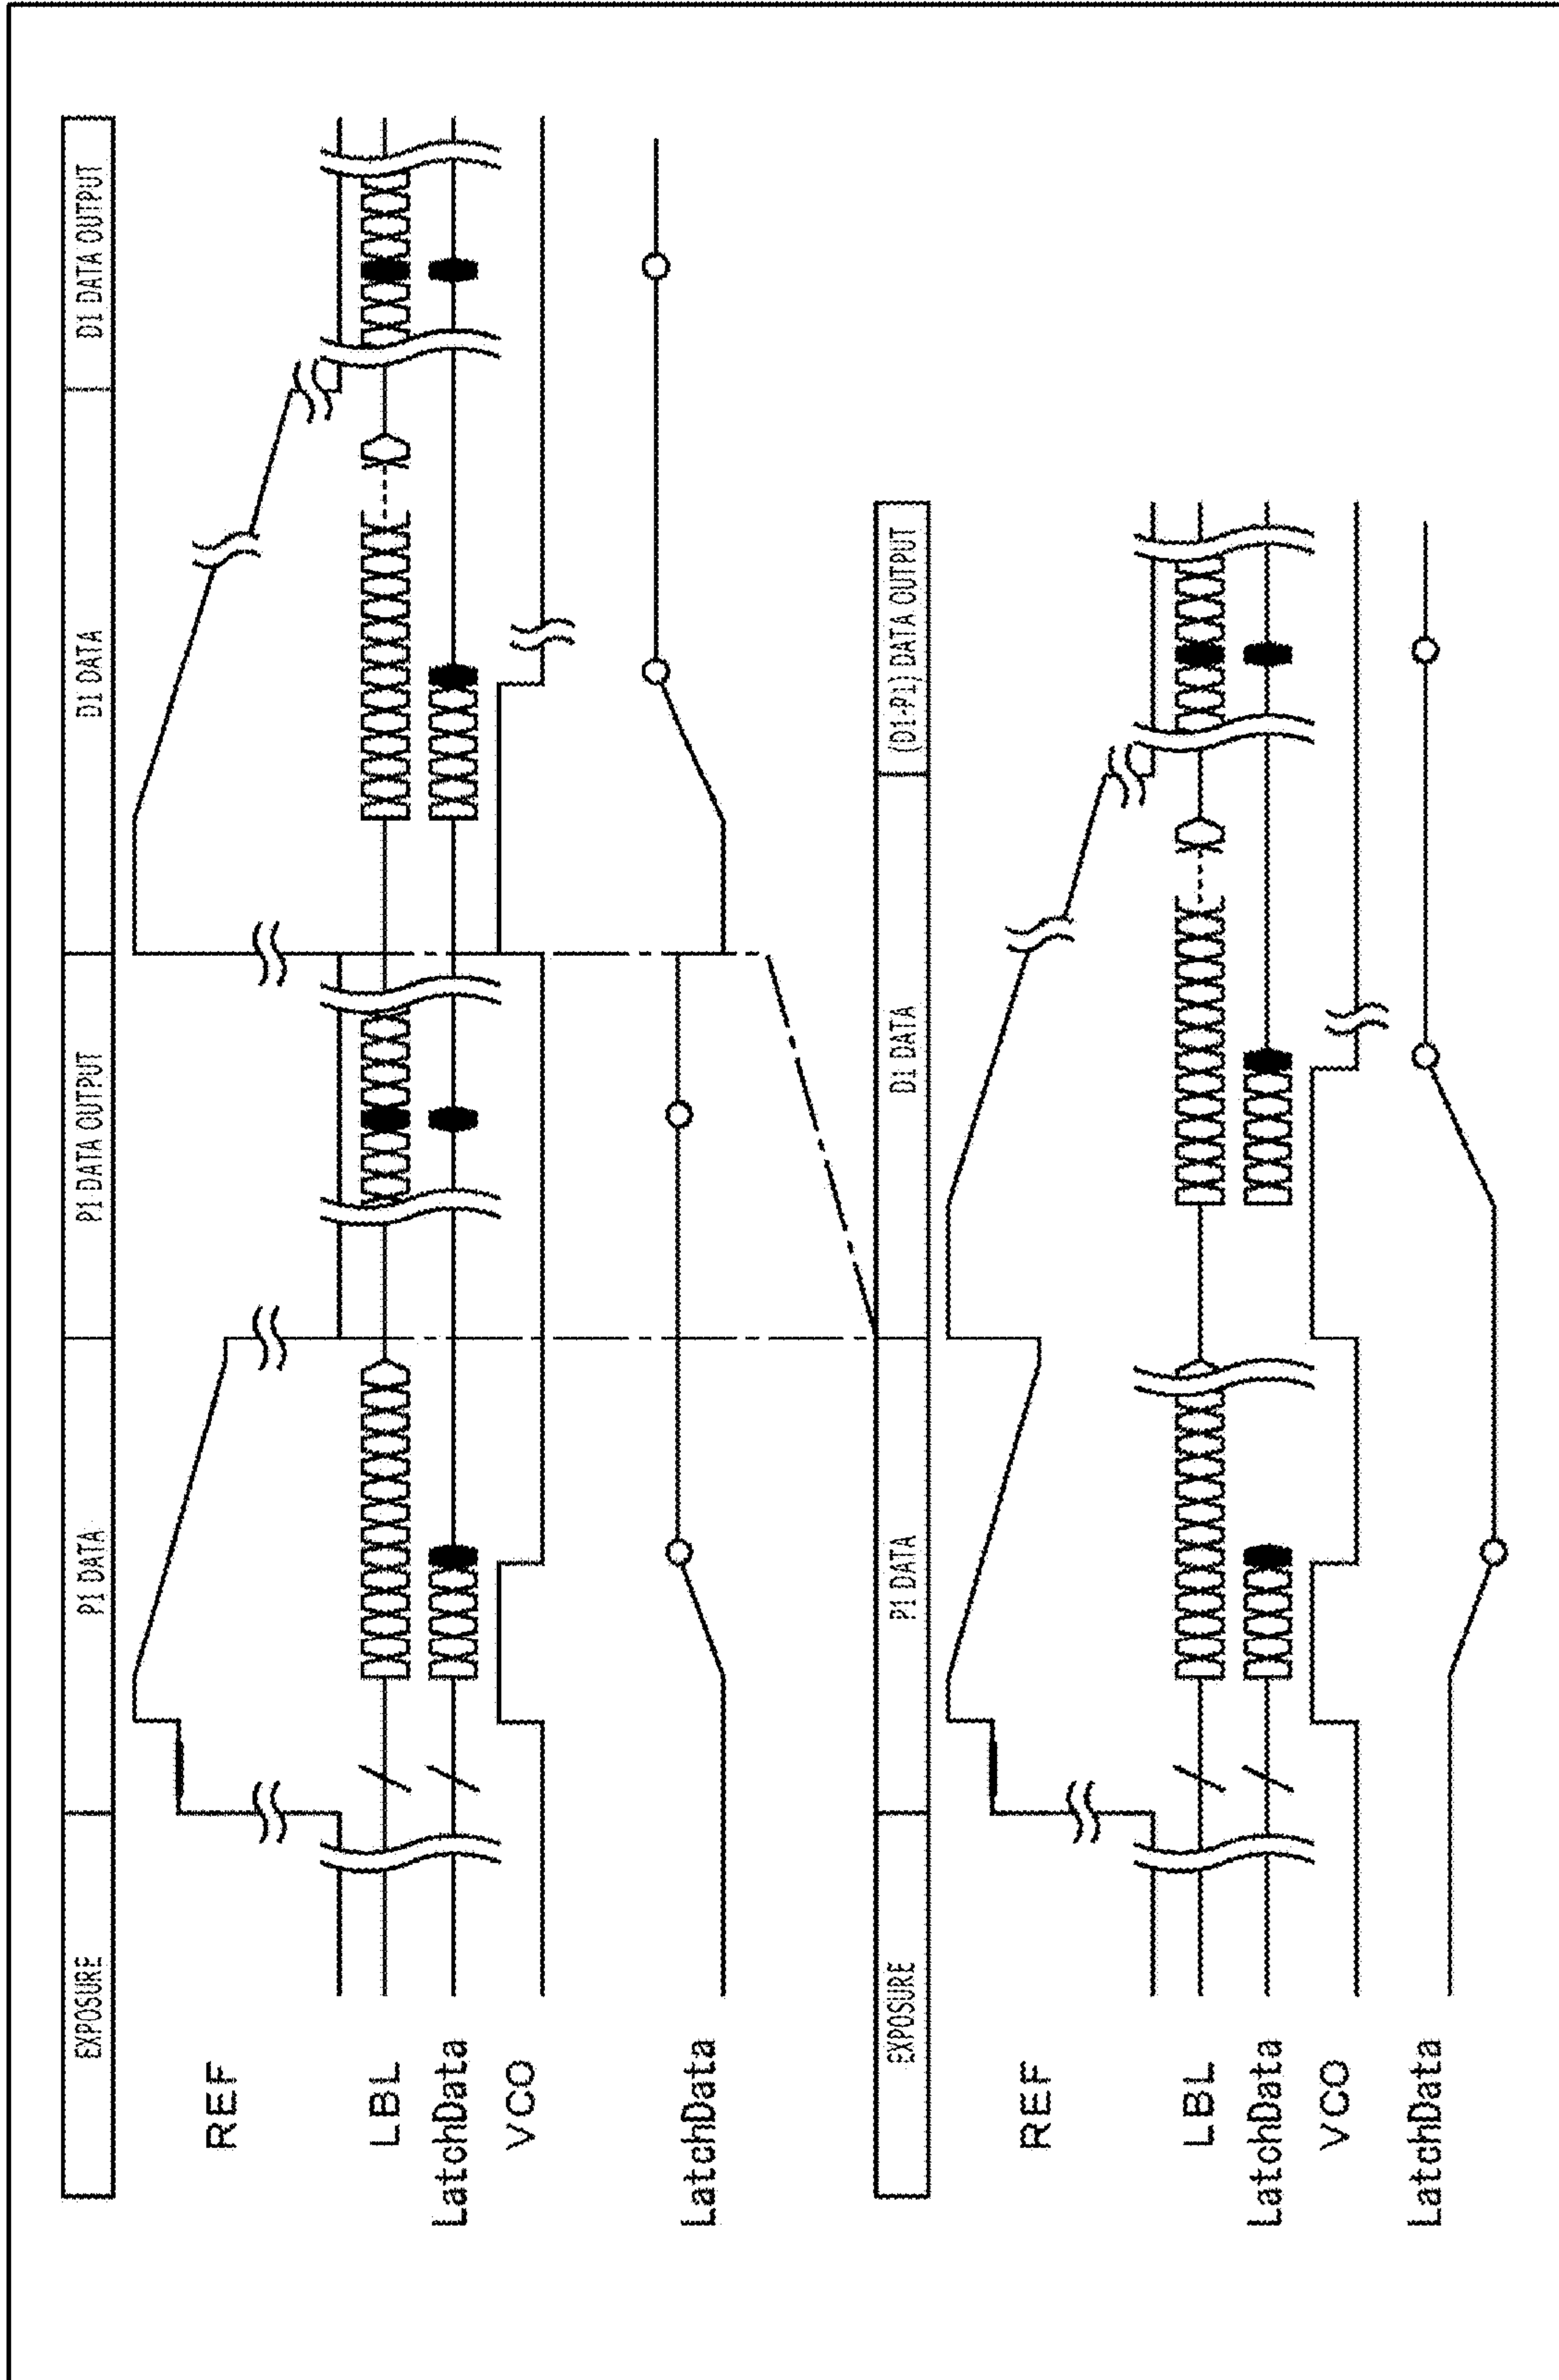 EXPOSURE
P1 DATA
P1 DATA OUTPUT
D1 DATA
D1 DATA OUTPUT
REF
LBL
LatchData
VCO
LatchData
EXPOSURE
P1 DATA
D1 DATA
(D1-P1) DATA OUTPUT
REF
LBL
LatchData
VCO
LatchData